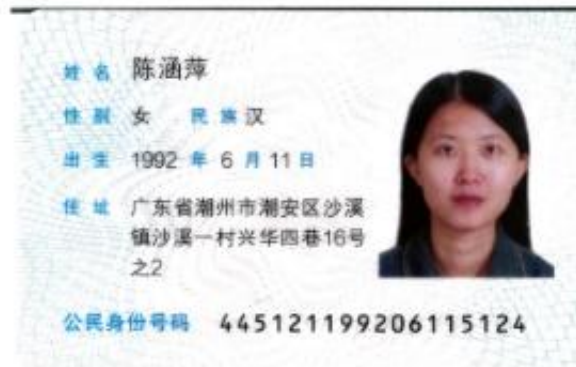 姓名 陈涵萍
性别 女 民族 汉
出生 1992 年 6 月 11 日
住址 广东省潮州市潮安区沙溪
镇沙溪一村兴华四巷16号
之2
公民身份号码 445121199206115124